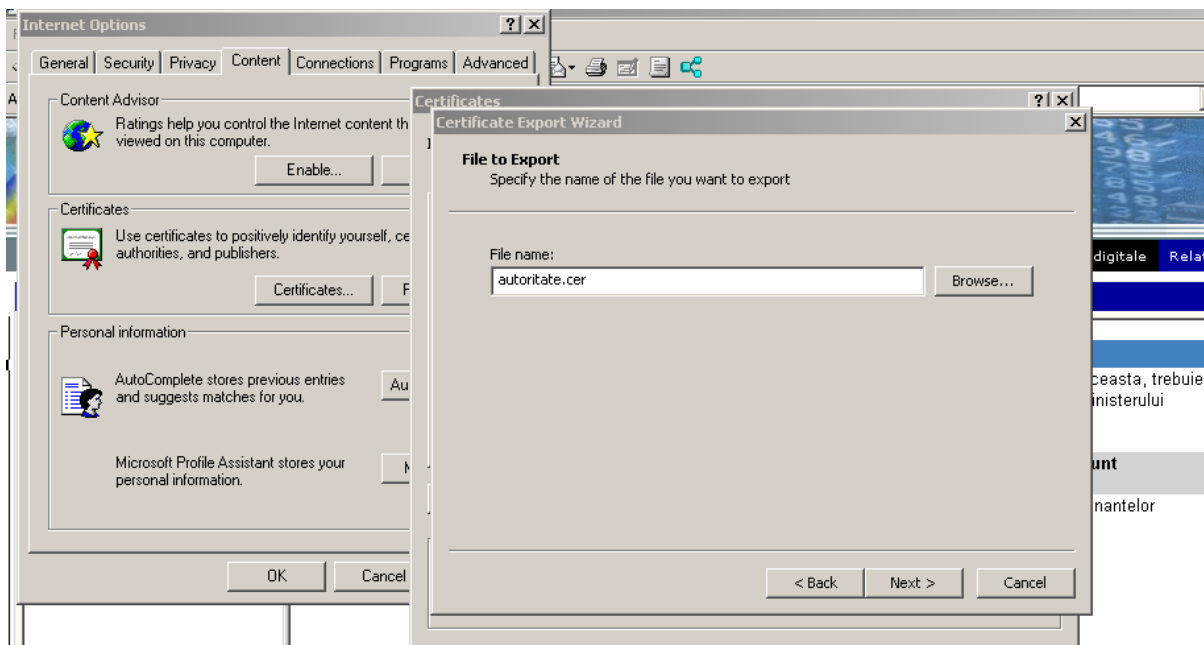 Internet Options
General Security Privacy Content Connections Programs Advanced
Content Advisor
Ratings help you control the Internet content th
viewed on this computer.
Enable...
Certificates
Use certificates to positively identify yourself, ce
authorities, and publishers.
Certificates...
Personal information
AutoComplete stores previous entries
and suggests matches for you.
Au
Microsoft Profile Assistant stores your
personal information.
OK
Cancel
Certificates
Certificate Export Wizard
File to Export
Specify the name of the file you want to export
File name:
autoritate.cer
Browse...
< Back
Next >
Cancel
digitale Relat
ceasta, trebuie
inisterului
unt
nantelor